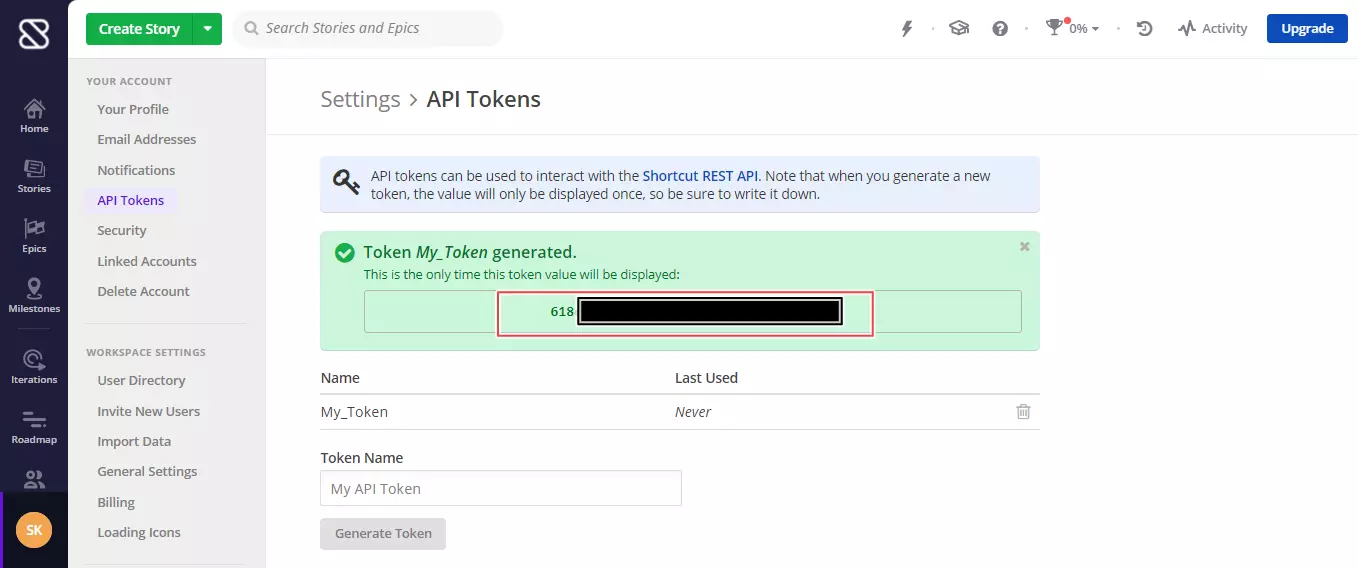 Create Story
Search Stories and Epics
0%
Activity
Upgrade
Home
Stories
Epics
Milestones
Iterations
Roadmap
SK
YOUR ACCOUNT
Your Profile
Email Addresses
Notifications
API Tokens
Security
Linked Accounts
Delete Account
WORKSPACE SETTINGS
User Directory
Invite New Users
Import Data
General Settings
Billing
Loading Icons
Settings > API Tokens
API tokens can be used to interact with the Shortcut REST API. Note that when you generate a new
token, the value will only be displayed once, so be sure to write it down.
Token My_Token generated.
This is the only time this token value will be displayed:
618
Name Last Used
My_Token Never
Token Name
My API Token
Generate Token